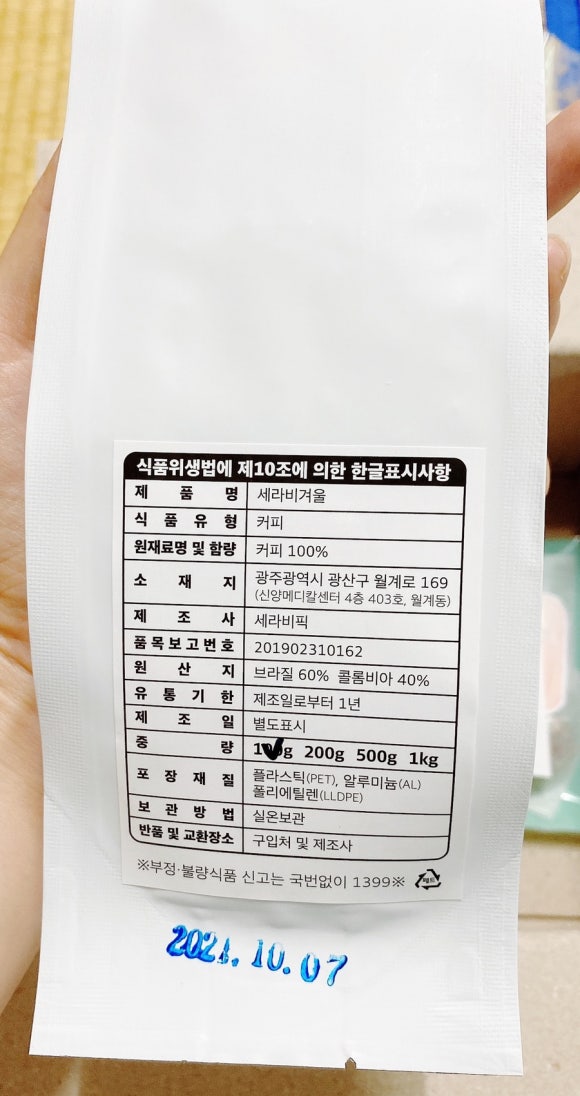 식품위생법에 제10조에 의한 한글표시사항
제 품 명 세라비겨울
식 품 유 형 커피
원재료명 및 함량 커피 100%
소 재 지 광주광역시 광산구 월계로 169
(신양메디칼센터 4층 403호, 월계동)
제 조 사 세라비픽
품목보고번호 201902310162
원 산 지 브라질 60% 콜롬비아 40%
유 통 기 한 제조일로부터 1년
제 조 일 별도표시
중 량 100g 200g 500g 1kg
포 장 재 질 플라스틱(PET), 알루미늄(AL)
폴리에틸렌(LLDPE)
보 관 방 법 실온보관
반품 및 교환장소 구입처 및 제조사
※부정·불량식품 신고는 국번없이 1399※
2021. 10. 07